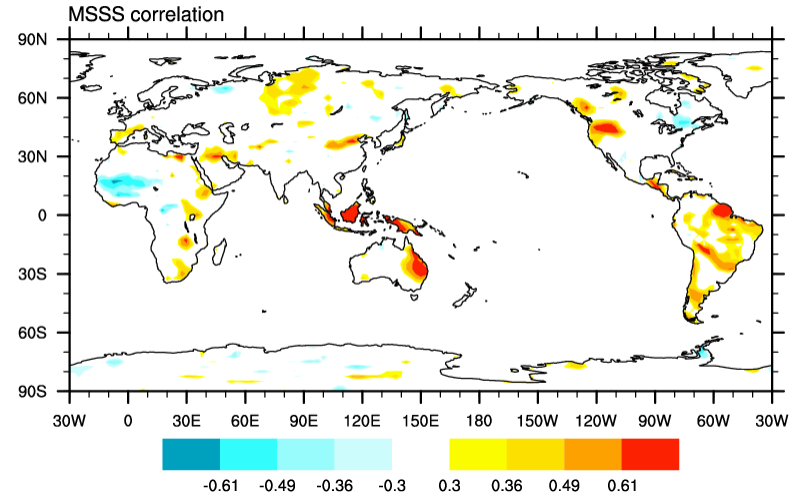 MSSS correlation
90N
60N
30N
0
30S
60S
90S
30W 0 30E 60E 90E 120E 150E 180 150W 120W 90W 60W 30W
-0.61 -0.49 -0.36 -0.3 0.3 0.36 0.49 0.61